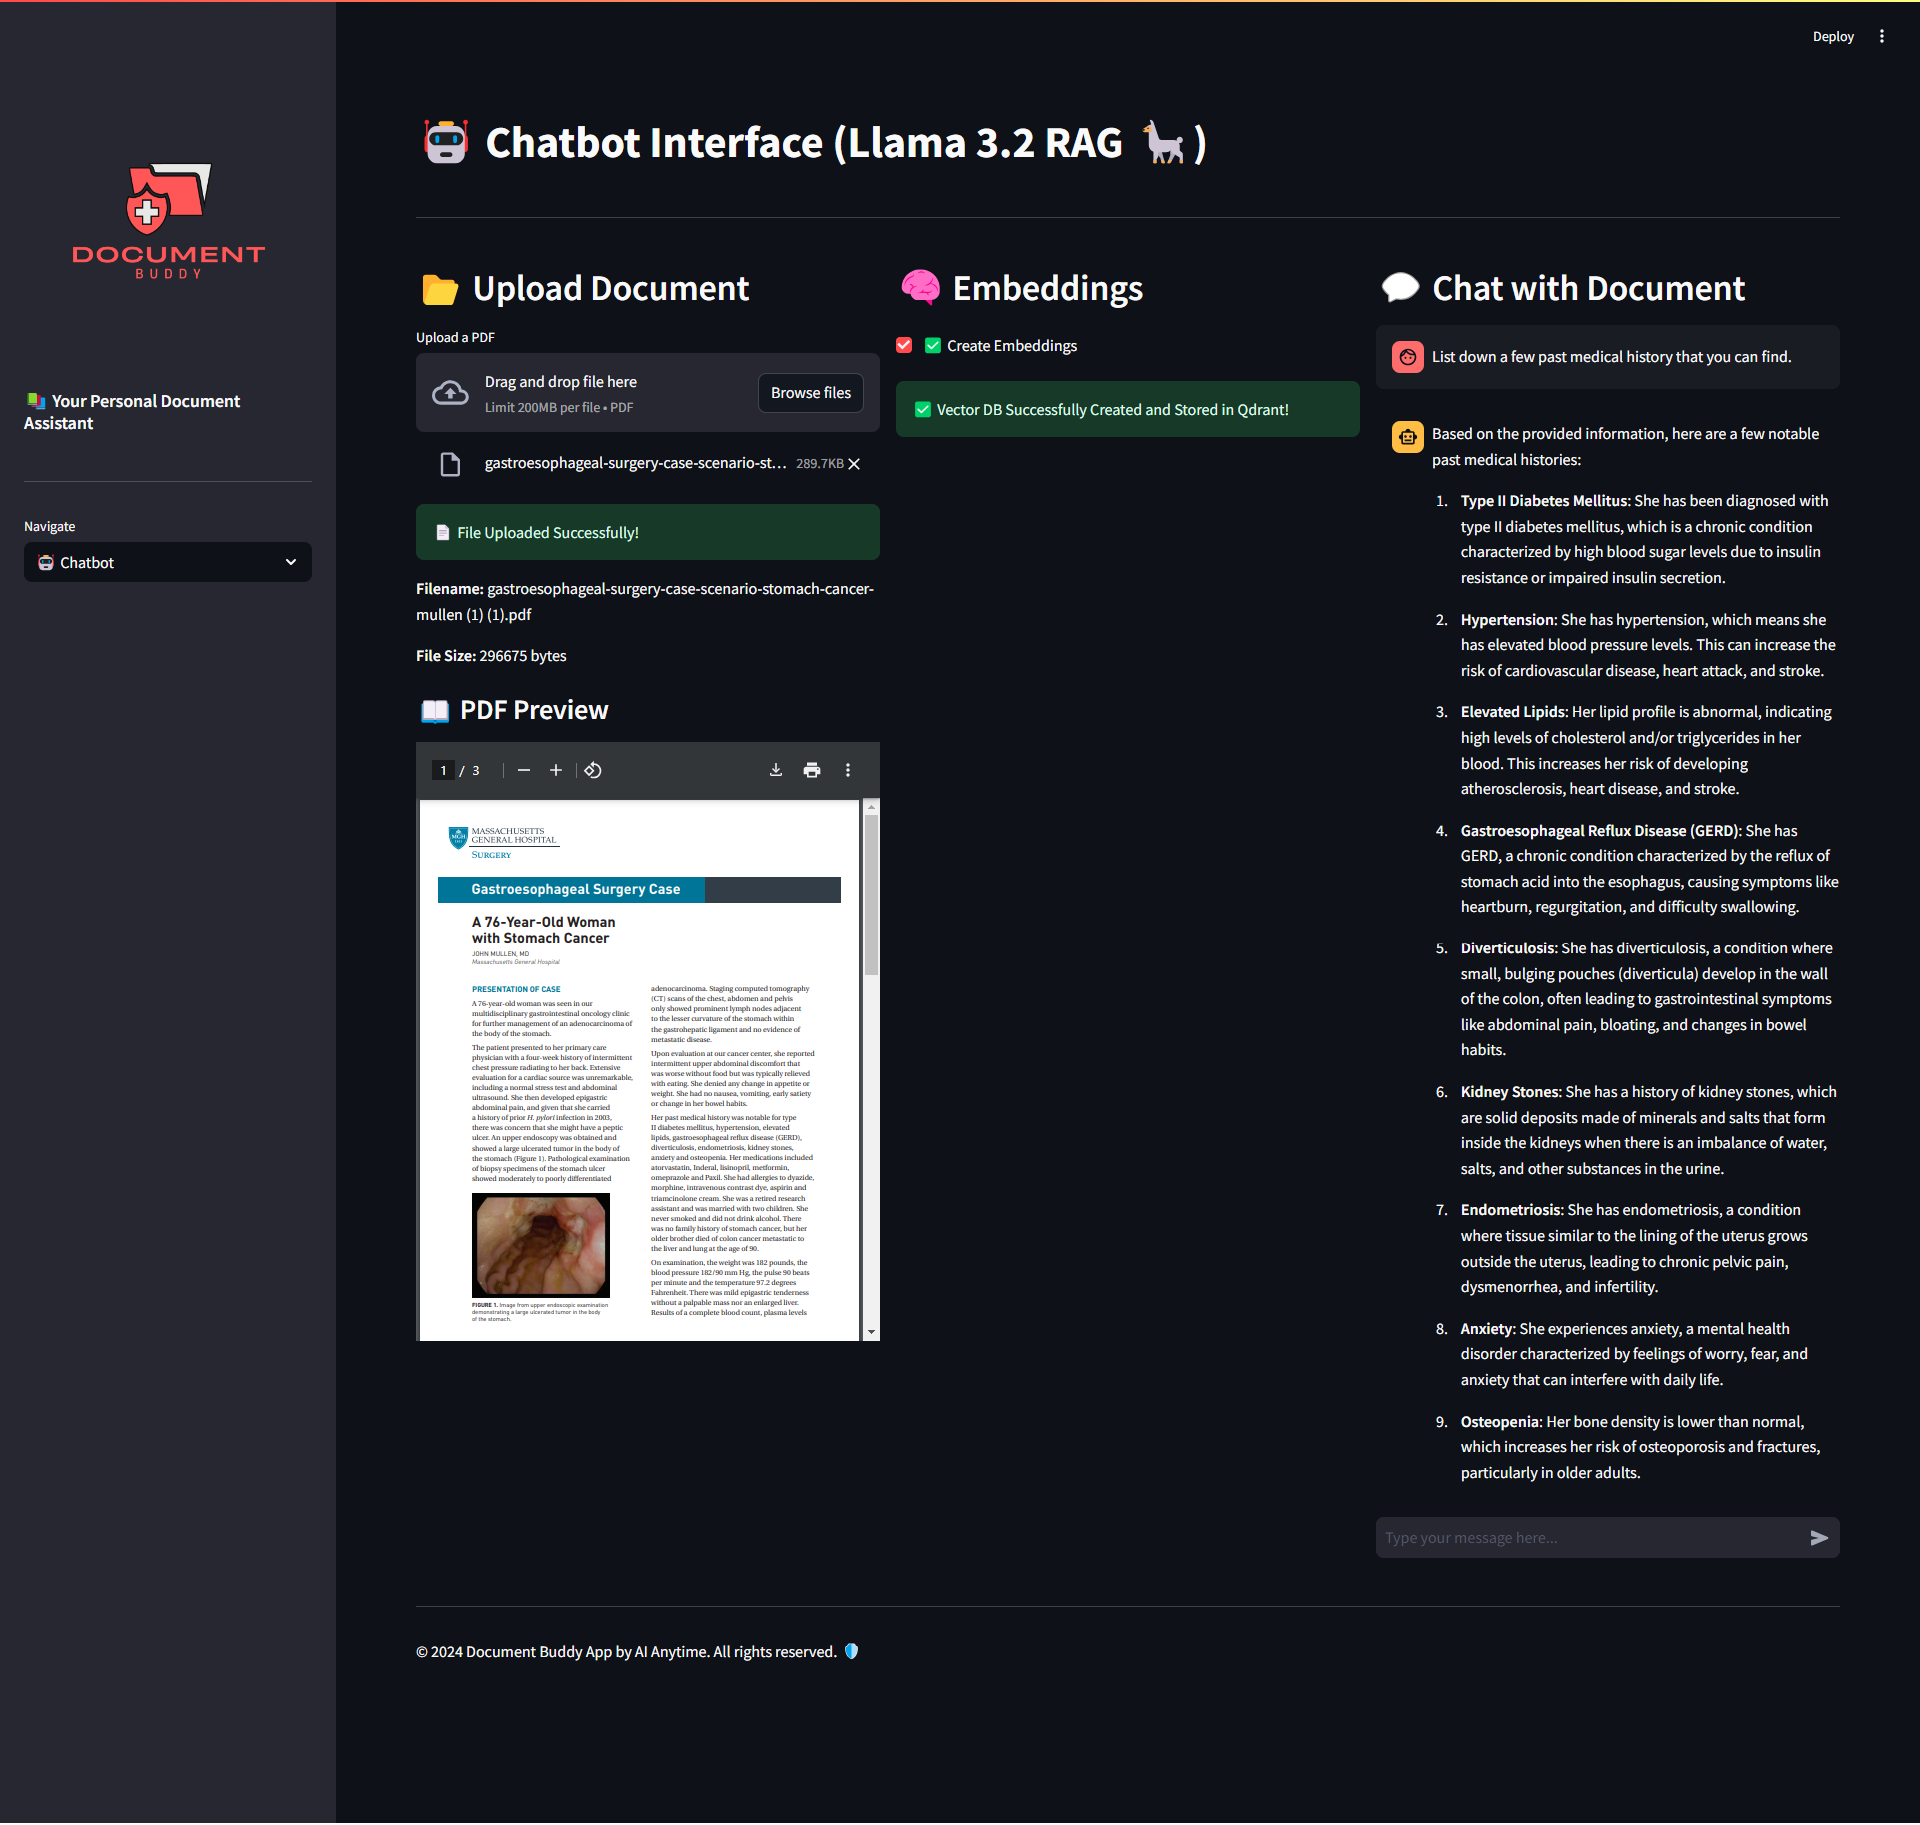 Deploy
DOCUMENT
BUDDY
Your Personal Document
Assistant
Navigate
Chatbot
Chatbot Interface (Llama 3.2 RAG 🦙 )
Upload Document
Upload a PDF
Drag and drop file here
Limit 200MB per file • PDF
Browse files
gastroesophageal-surgery-case-scenario-st... 289.7KB
File Uploaded Successfully!
Filename: gastroesophageal-surgery-case-scenario-stomach-cancer-
mullen (1) (1).pdf
File Size: 296675 bytes
PDF Preview
1 / 3
MASSACHUSETTS
GENERAL HOSPITAL
SURGERY
MGH
Gastroesophageal Surgery Case
A 76-Year-Old Woman
with Stomach Cancer
JOHN MULLEN, MD
Massachusetts General Hospital
PRESENTATION OF CASE
A 76-year-old woman was seen in our
multidisciplinary gastrointestinal oncology clinic
for further management of an adenocarcinoma of
the body of the stomach.
The patient presented to her primary care
physician with a four-week history of intermittent
chest pressure radiating to her back. Extensive
evaluation for a cardiac source was unremarkable,
including a normal stress test and abdominal
ultrasound. She then developed epigastric
abdominal pain, and given that she carried
a history of prior H. pylori infection in 2003,
there was concern that she might have a peptic
ulcer. An upper endoscopy was obtained and
showed a large ulcerated tumor in the body of
the stomach (Figure 1). Pathological examination
of biopsy specimens of the stomach ulcer
showed moderately to poorly differentiated
FIGURE 1. Image from upper endoscopic examination
demonstrating a large ulcerated tumor in the body
of the stomach.
adenocarcinoma. Staging computed tomography
(CT) scans of the chest, abdomen and pelvis
only showed prominent lymph nodes adjacent
to the lesser curvature of the stomach within
the gastrohepatic ligament and no evidence of
metastatic disease.
Upon evaluation at our cancer center, she reported
intermittent upper abdominal discomfort that
was worse without food but was typically relieved
with eating. She denied any change in appetite or
weight. She had no nausea, vomiting, early satiety
or change in her bowel habits.
Her past medical history was notable for type
II diabetes mellitus, hypertension, elevated
lipids, gastroesophageal reflux disease (GERD),
diverticulosis, endometriosis, kidney stones,
anxiety and osteopenia. Her medications included
atorvastatin, Inderal, lisinopril, metformin,
omeprazole and Paxil. She had allergies to dyazide,
morphine, intravenous contrast dye, aspirin and
triamcinolone cream. She was a retired research
assistant and was married with two children. She
never smoked and did not drink alcohol. There
was no family history of stomach cancer, but her
older brother died of colon cancer metastatic to
the liver and lung at the age of 90.
On examination, the weight was 182 pounds, the
blood pressure 182/90 mm Hg, the pulse 90 beats
per minute and the temperature 97.2 degrees
Fahrenheit. There was mild epigastric tenderness
without a palpable mass nor an enlarged liver.
Results of a complete blood count, plasma levels
Embeddings
Create Embeddings
Vector DB Successfully Created and Stored in Qdrant!
Chat with Document
List down a few past medical history that you can find.
Based on the provided information, here are a few notable
past medical histories:
1. Type II Diabetes Mellitus: She has been diagnosed with
type II diabetes mellitus, which is a chronic condition
characterized by high blood sugar levels due to insulin
resistance or impaired insulin secretion.
2. Hypertension: She has hypertension, which means she
has elevated blood pressure levels. This can increase the
risk of cardiovascular disease, heart attack, and stroke.
3. Elevated Lipids: Her lipid profile is abnormal, indicating
high levels of cholesterol and/or triglycerides in her
blood. This increases her risk of developing
atherosclerosis, heart disease, and stroke.
4. Gastroesophageal Reflux Disease (GERD): She has
GERD, a chronic condition characterized by the reflux of
stomach acid into the esophagus, causing symptoms like
heartburn, regurgitation, and difficulty swallowing.
5. Diverticulosis: She has diverticulosis, a condition where
small, bulging pouches (diverticula) develop in the wall
of the colon, often leading to gastrointestinal symptoms
like abdominal pain, bloating, and changes in bowel
habits.
6. Kidney Stones: She has a history of kidney stones, which
are solid deposits made of minerals and salts that form
inside the kidneys when there is an imbalance of water,
salts, and other substances in the urine.
7. Endometriosis: She has endometriosis, a condition
where tissue similar to the lining of the uterus grows
outside the uterus, leading to chronic pelvic pain,
dysmenorrhea, and infertility.
8. Anxiety: She experiences anxiety, a mental health
disorder characterized by feelings of worry, fear, and
anxiety that can interfere with daily life.
9. Osteopenia: Her bone density is lower than normal,
which increases her risk of osteoporosis and fractures,
particularly in older adults.
Type your message here...
© 2024 Document Buddy App by AI Anytime. All rights reserved.